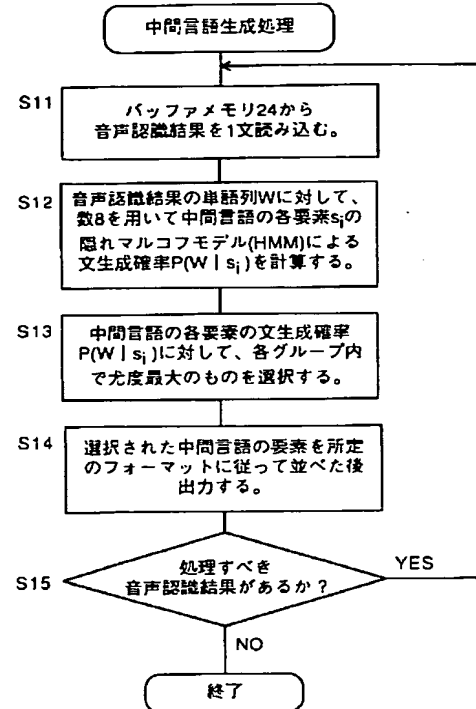 中間言語生成処理
S11
バッファメモリ24から
音声認識結果を1文読み込む。
S12
音声認識結果の単語列Wに対して、
数8を用いて中間言語の各要素siの
隠れマルコフモデル(HMM)による
文生成確率P(W | si)を計算する。
S13
中間言語の各要素の文生成確率
P(W | si)に対して、各グループ内
で尤度最大のものを選択する。
S14
選択された中間言語の要素を所定
のフォーマットに従って並べた後
出力する。
S15
処理すべき
音声認識結果があるか?
YES
NO
終了